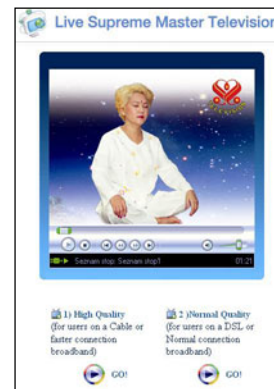 Live Supreme Master Television
Seznam stop: Seznam stop1
01:21
1) High Quality
(for users on a Cable or
faster connection
broadband)
GO!
2 )Normal Quality
(for users on a DSL or
Normal connection
broadband)
GO!